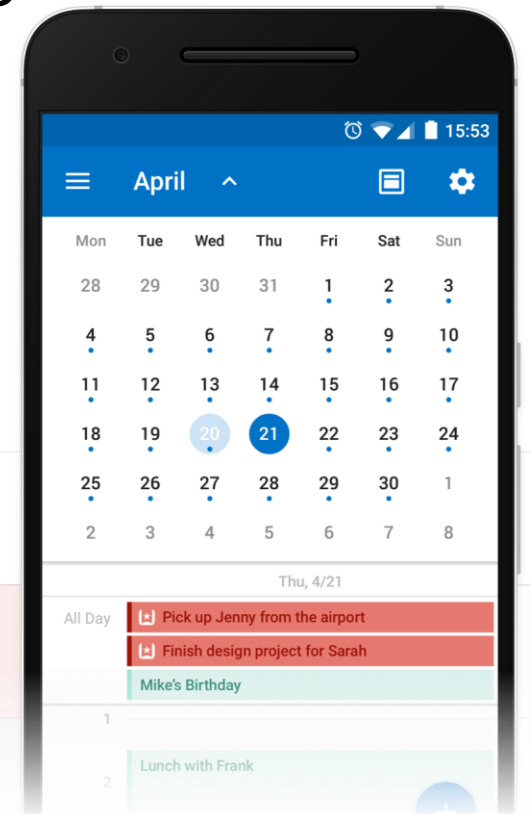 15:53
April
Mon Tue Wed Thu Fri Sat Sun
28 29 30 31 1 2 3
4 5 6 7 8 9 10
11 12 13 14 15 16 17
18 19 20 21 22 23 24
25 26 27 28 29 30 1
2 3 4 5 6 7 8
Thu, 4/21
All Day Pick up Jenny from the airport
Finish design project for Sarah
Mike's Birthday
1
Lunch with Frank
2